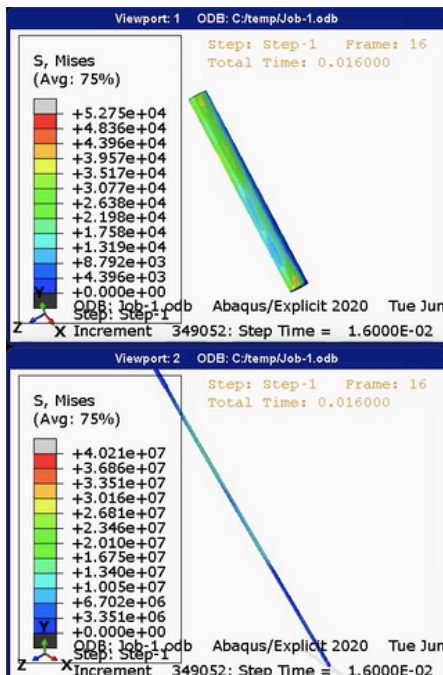 Viewport: 1 ODB: C:/temp/Job-1.odb
Step: Step-1 Frame: 16
Total Time: 0.016000
S, Mises
(Avg: 75%)
+5.275e+04
+4.836e+04
+4.396e+04
+3.957e+04
+3.517e+04
+3.077e+04
+2.638e+04
+2.198e+04
+1.758e+04
+1.319e+04
+8.792e+03
+4.396e+03
+0.000e+00
Y
Z
X
ODB: Job-1.odb Abaqus/Explicit 2020 Tue Jun
Step: Step-1
Increment 349052: Step Time = 1.6000E-02
Viewport: 2 ODB: C:/temp/Job-1.odb
Step: Step-1 Frame: 16
Total Time: 0.016000
S, Mises
(Avg: 75%)
+4.021e+07
+3.686e+07
+3.351e+07
+3.016e+07
+2.681e+07
+2.346e+07
+2.010e+07
+1.675e+07
+1.340e+07
+1.005e+07
+6.702e+06
+3.351e+06
+0.000e+00
Y
Z
X
ODB: Job-1.odb Abaqus/Explicit 2020 Tue Jun
Step: Step-1
Increment 349052: Step Time = 1.6000E-02